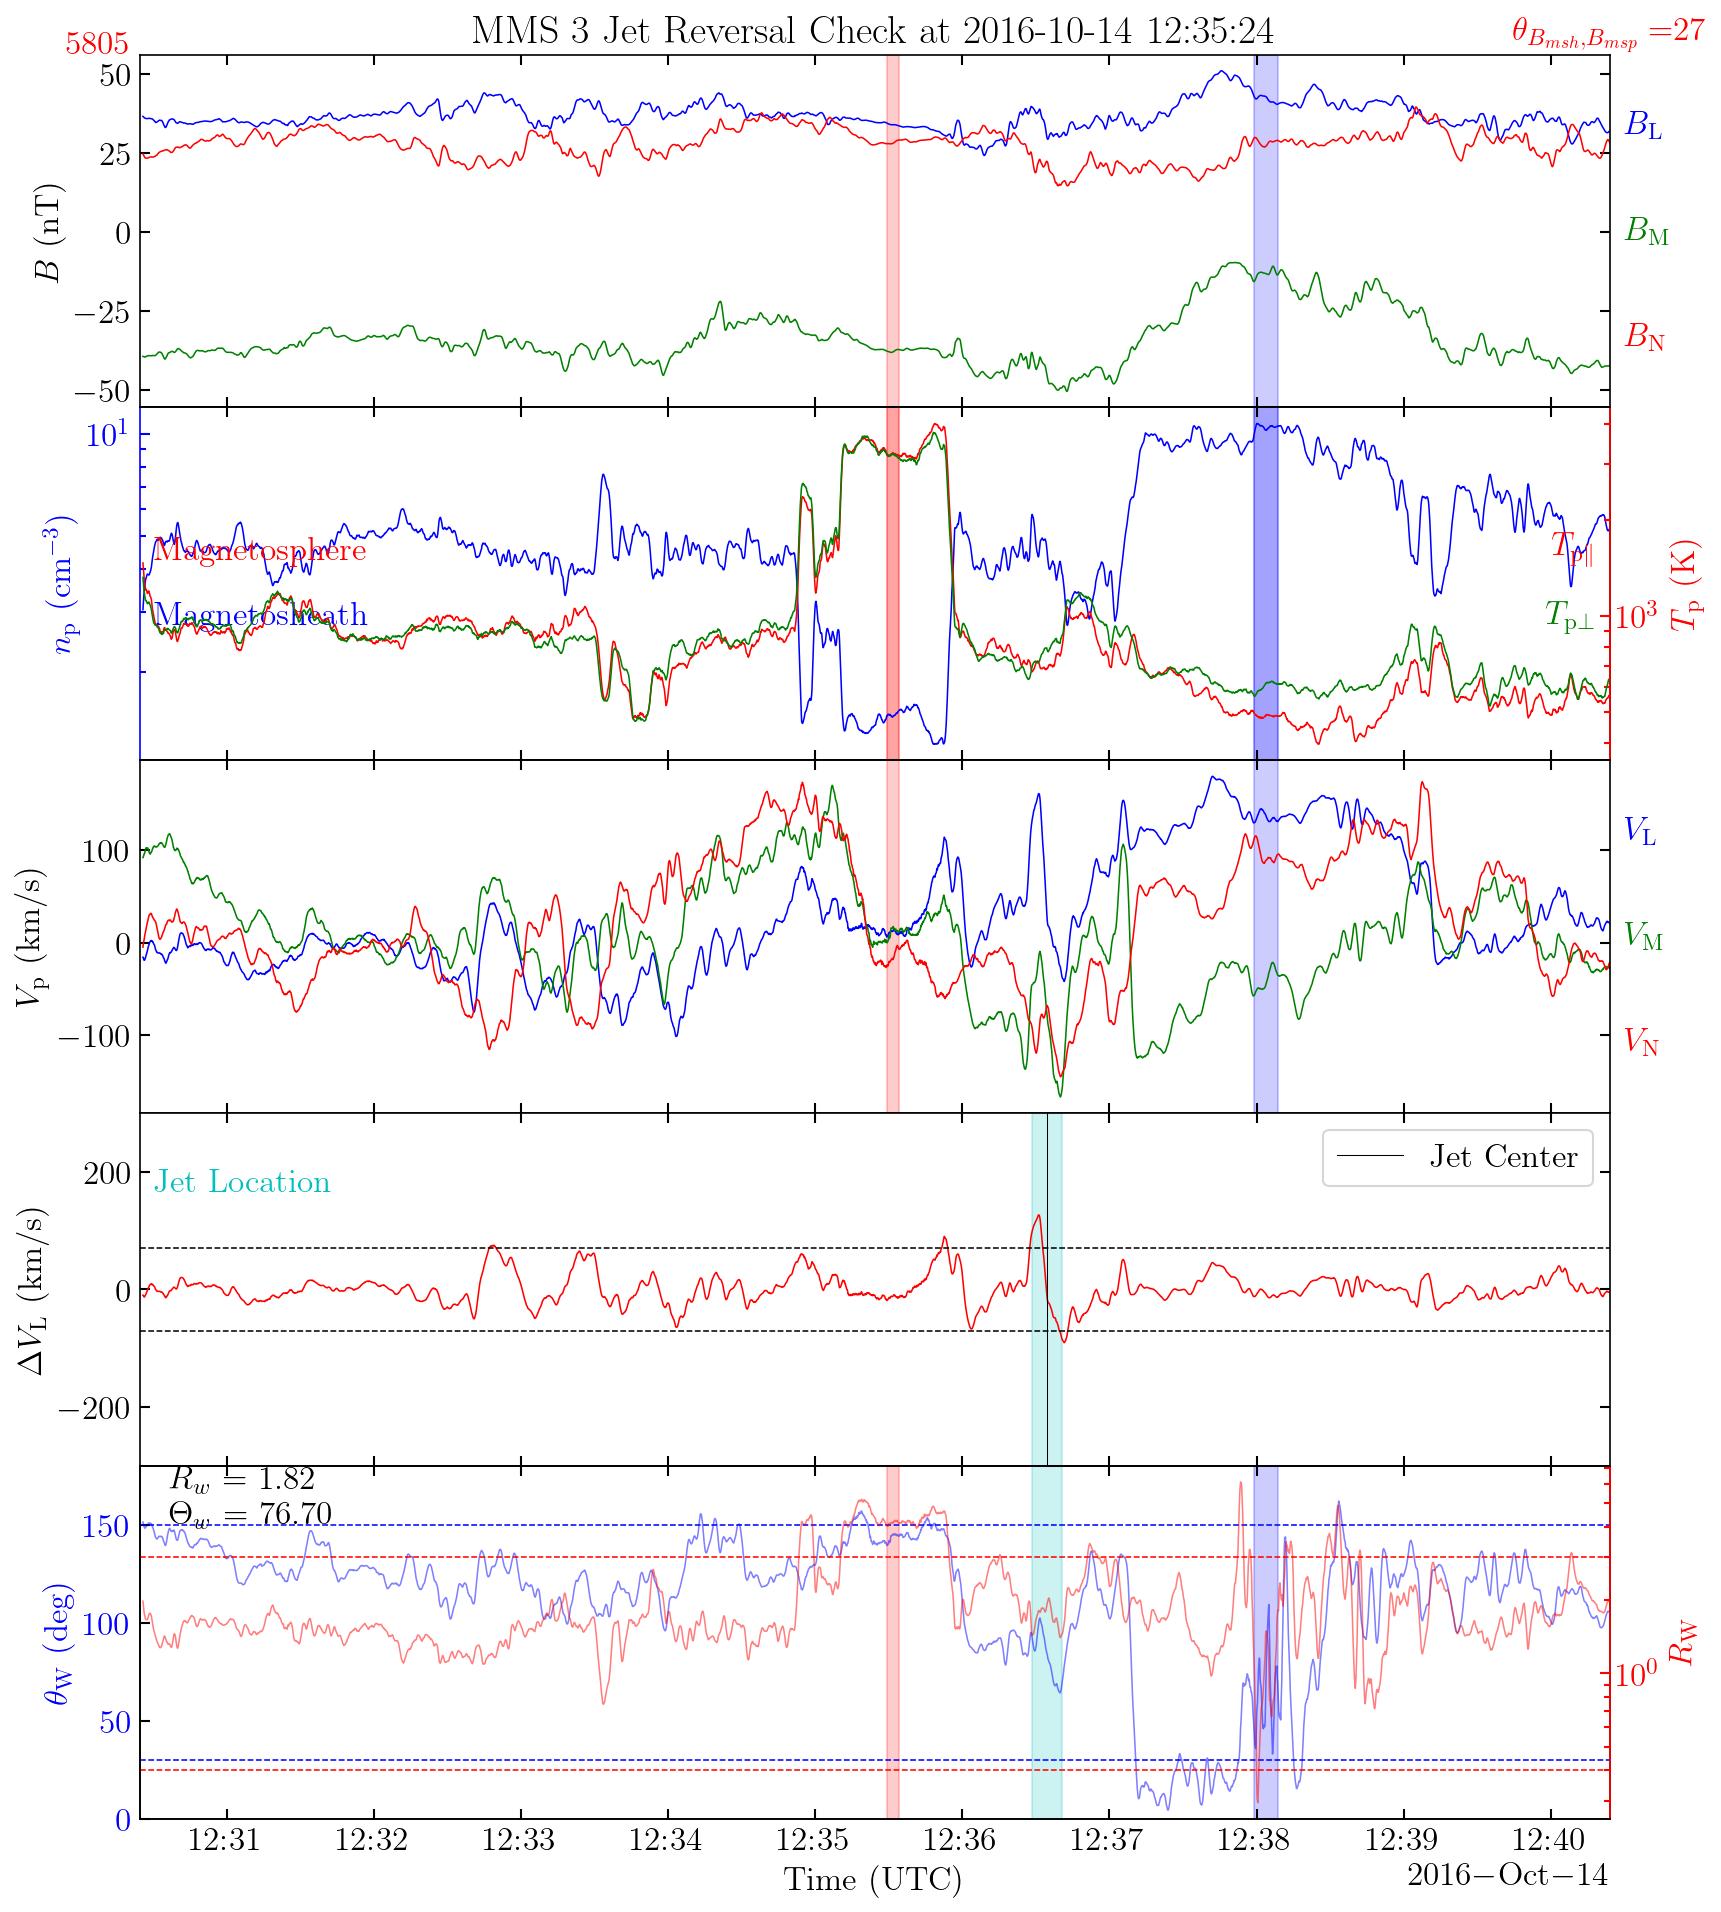 MMS 3 Jet Reversal Check at 2016-10-14 12:35:24
5805
θ_{B_{msh},B_{msp}} =27
50
25
0
−25
−50
B (nT)
B_L
B_M
B_N
10^1
n_p (cm^{−3})
Magnetosphere
Magnetosheath
T_{p∥}
T_{p⊥}
10^3
T_p (K)
100
0
−100
V_p (km/s)
V_L
V_M
V_N
200
0
−200
ΔV_L (km/s)
Jet Location
Jet Center
R_w = 1.82
Θ_w = 76.70
150
100
50
0
θ_W (deg)
10^0
R_W
12:31 12:32 12:33 12:34 12:35 12:36 12:37 12:38 12:39 12:40
2016−Oct−14
Time (UTC)